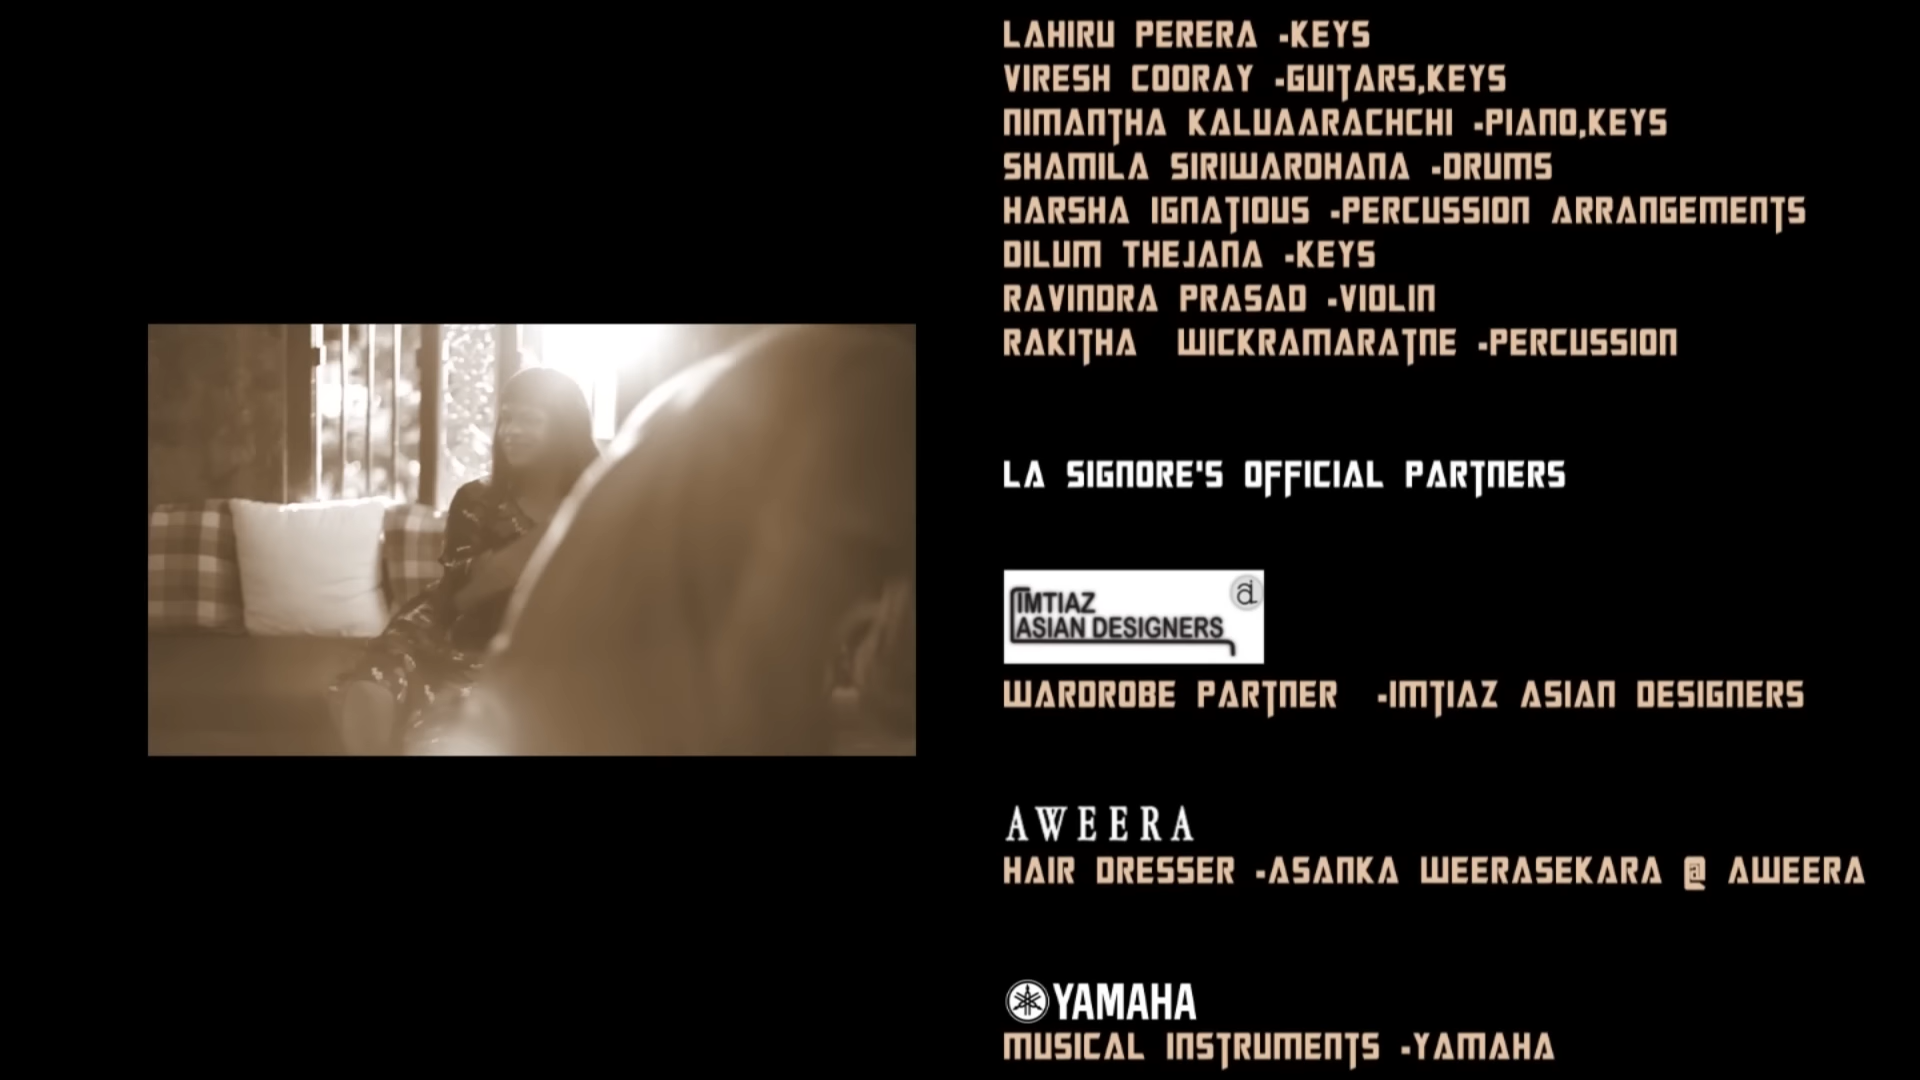 LAHIRU PERERA -KEYS
VIRESH COORAY -GUITARS,KEYS
NIMANTHA KALUAARACHCHI -PIANO,KEYS
SHAMILA SIRIWARDHANA -DRUMS
HARSHA IGNATIOUS -PERCUSSION ARRANGEMENTS
DILUM THEJANA -KEYS
RAVINDRA PRASAD -VIOLIN
RAKITHA WICKRAMARATNE -PERCUSSION
LA SIGNORE'S OFFICIAL PARTNERS
IMTIAZ
ASIAN DESIGNERS
WARDROBE PARTNER -IMTIAZ ASIAN DESIGNERS
AWEERA
HAIR DRESSER -ASANKA WEERASEKARA @ AWEERA
YAMAHA
MUSICAL INSTRUMENTS -YAMAHA